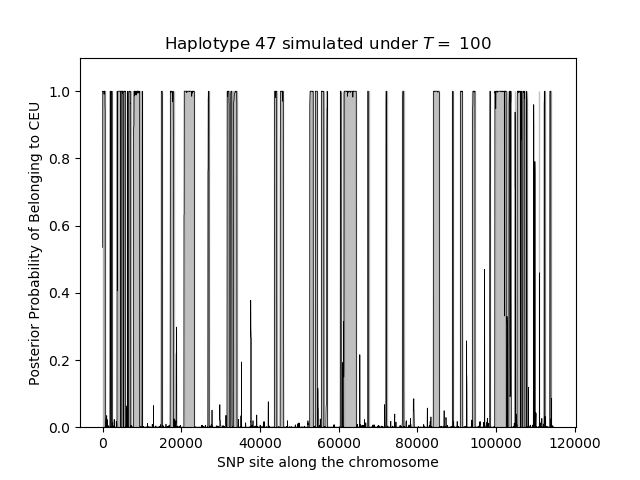 Haplotype 47 simulated under T = 100
Posterior Probability of Belonging to CEU
1.0
0.8
0.6
0.4
0.2
0.0
0 20000 40000 60000 80000 100000 120000
SNP site along the chromosome